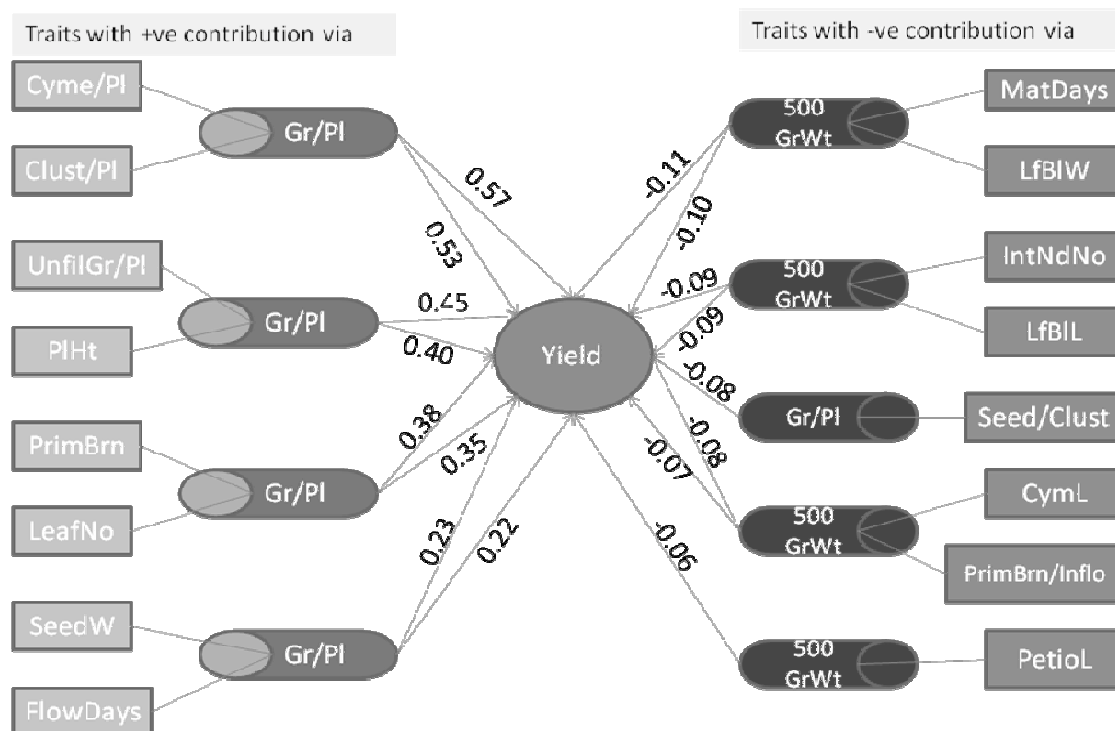 Traits with +ve contribution via
Cyme/Pl
Clust/Pl
Gr/Pl
UnfilGr/Pl
PlHt
Gr/Pl
PrimBrn
LeafNo
Gr/Pl
SeedW
FlowDays
Gr/Pl
0.57
0.53
0.45
0.40
0.38
0.35
0.23
0.22
Yield
Traits with -ve contribution via
-0.11
-0.10
-0.09
-0.09
-0.08
-0.08
-0.07
-0.06
500
GrWt
MatDays
LfBlW
500
GrWt
IntNdNo
LfBlL
Gr/Pl
Seed/Clust
500
GrWt
CymL
PrimBrn/Inflo
500
GrWt
PetioL